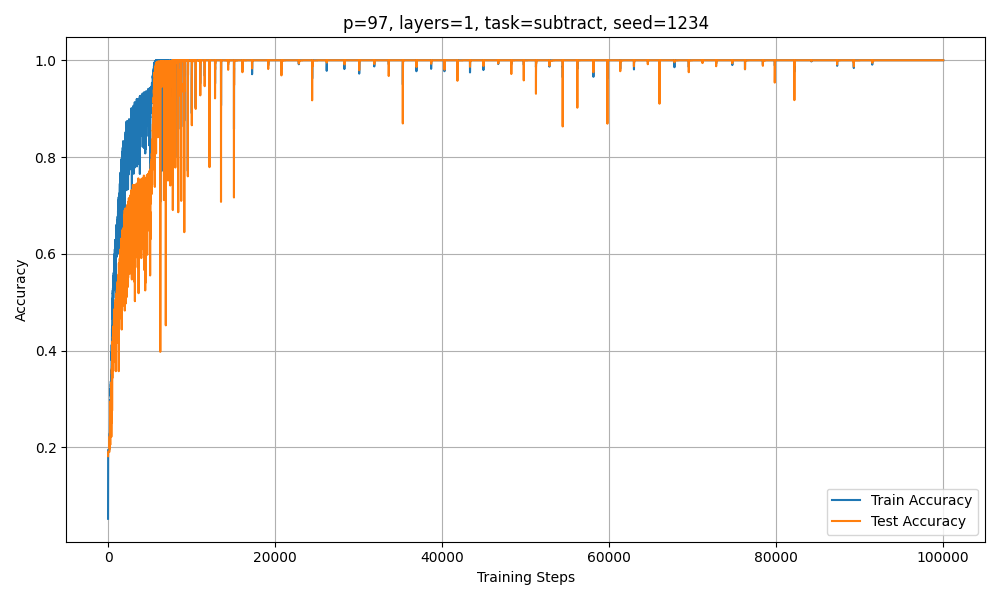 p=97, layers=1, task=subtract, seed=1234
1.0
0.8
0.6
0.4
0.2
Accuracy
0
20000
40000
60000
80000
100000
Training Steps
Train Accuracy
Test Accuracy